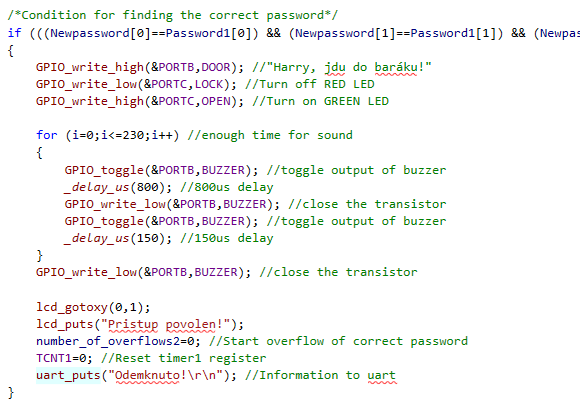 /*Condition for finding the correct password*/
if (((Newpassword[0]==Password1[0]) && (Newpassword[1]==Password1[1]) && (Newpas
{
    GPIO_write_high(&PORTB,DOOR); //"Harry, jdu do baráku!"
    GPIO_write_low(&PORTC,LOCK); //Turn off RED LED
    GPIO_write_high(&PORTC,OPEN); //Turn on GREEN LED

    for (i=0;i<=230;i++) //enough time for sound
    {
        GPIO_toggle(&PORTB,BUZZER); //toggle output of buzzer
        _delay_us(800); //800us delay
        GPIO_write_low(&PORTB,BUZZER); //close the transistor
        GPIO_toggle(&PORTB,BUZZER); //toggle output of buzzer
        _delay_us(150); //150us delay
    }
    GPIO_write_low(&PORTB,BUZZER); //close the transistor

    lcd_gotoxy(0,1);
    lcd_puts("Pristup povolen!");
    number_of_overflows2=0; //Start overflow of correct password
    TCNT1=0; //Reset timer1 register
    uart_puts("Odemknuto!\r\n"); //Information to uart
}